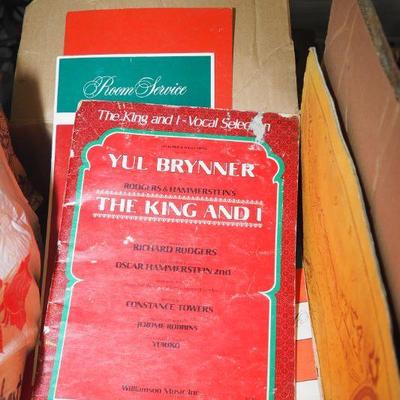 Room Service
The King and I - Vocal Selection
YUL BRYNNER
RODGERS & HAMMERSTEIN'S
THE KING AND I
RICHARD RODGERS
OSCAR HAMMERSTEIN 2nd
CONSTANCE TOWERS
JEROME ROBBINS
YURIKO
Williamson Music Inc.